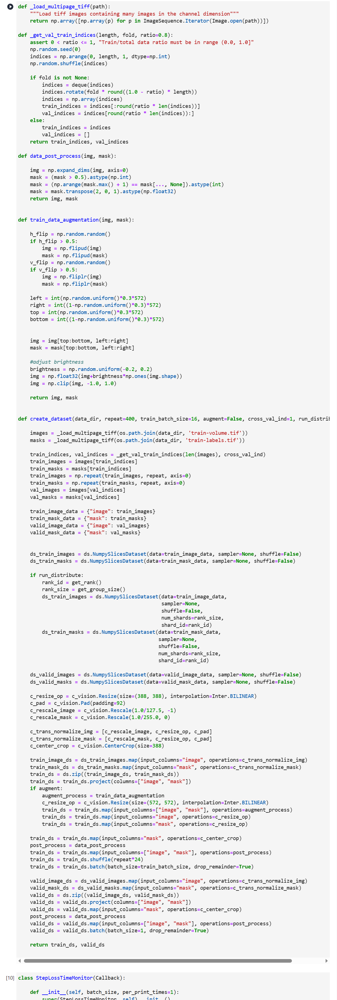 def _load_multipage_tiff(path):
    """Load tiff images containing many images in the channel dimension"""
    return np.array([np.array(p) for p in ImageSequence.Iterator(Image.open(path))])

def _get_val_train_indices(length, fold, ratio=0.8):
    assert 0 < ratio <= 1, "Train/total data ratio must be in range (0.0, 1.0]"
    np.random.seed(0)
    indices = np.arange(0, length, 1, dtype=np.int)
    np.random.shuffle(indices)

    if fold is not None:
        indices = deque(indices)
        indices.rotate(fold * round((1.0 - ratio) * length))
        indices = np.array(indices)
        train_indices = indices[:round(ratio * len(indices))]
        val_indices = indices[round(ratio * len(indices)):]
    else:
        train_indices = indices
        val_indices = []
    return train_indices, val_indices

def data_post_process(img, mask):

    img = np.expand_dims(img, axis=0)
    mask = (mask > 0.5).astype(np.int)
    mask = (np.arange(mask.max() + 1) == mask[..., None]).astype(int)
    mask = mask.transpose(2, 0, 1).astype(np.float32)
    return img, mask


def train_data_augmentation(img, mask):

    h_flip = np.random.random()
    if h_flip > 0.5:
        img = np.flipud(img)
        mask = np.flipud(mask)
    v_flip = np.random.random()
    if v_flip > 0.5:
        img = np.fliplr(img)
        mask = np.fliplr(mask)

    left = int(np.random.uniform()*0.3*572)
    right = int((1-np.random.uniform()*0.3)*572)
    top = int(np.random.uniform()*0.3*572)
    bottom = int((1-np.random.uniform()*0.3)*572)


    img = img[top:bottom, left:right]
    mask = mask[top:bottom, left:right]

    #adjust brightness
    brightness = np.random.uniform(-0.2, 0.2)
    img = np.float32(img+brightness*np.ones(img.shape))
    img = np.clip(img, -1.0, 1.0)

    return img, mask


def create_dataset(data_dir, repeat=400, train_batch_size=16, augment=False, cross_val_ind=1, run_distrib

    images = _load_multipage_tiff(os.path.join(data_dir, 'train-volume.tif'))
    masks = _load_multipage_tiff(os.path.join(data_dir, 'train-labels.tif'))

    train_indices, val_indices = _get_val_train_indices(len(images), cross_val_ind)
    train_images = images[train_indices]
    train_masks = masks[train_indices]
    train_images = np.repeat(train_images, repeat, axis=0)
    train_masks = np.repeat(train_masks, repeat, axis=0)
    val_images = images[val_indices]
    val_masks = masks[val_indices]

    train_image_data = {"image": train_images}
    train_mask_data = {"mask": train_masks}
    valid_image_data = {"image": val_images}
    valid_mask_data = {"mask": val_masks}


    ds_train_images = ds.NumpySlicesDataset(data=train_image_data, sampler=None, shuffle=False)
    ds_train_masks = ds.NumpySlicesDataset(data=train_mask_data, sampler=None, shuffle=False)

    if run_distribute:
        rank_id = get_rank()
        rank_size = get_group_size()
        ds_train_images = ds.NumpySlicesDataset(data=train_image_data,
                                                sampler=None,
                                                shuffle=False,
                                                num_shards=rank_size,
                                                shard_id=rank_id)
        ds_train_masks = ds.NumpySlicesDataset(data=train_mask_data,
                                               sampler=None,
                                               shuffle=False,
                                               num_shards=rank_size,
                                               shard_id=rank_id)

    ds_valid_images = ds.NumpySlicesDataset(data=valid_image_data, sampler=None, shuffle=False)
    ds_valid_masks = ds.NumpySlicesDataset(data=valid_mask_data, sampler=None, shuffle=False)

    c_resize_op = c_vision.Resize(size=(388, 388), interpolation=Inter.BILINEAR)
    c_pad = c_vision.Pad(padding=92)
    c_rescale_image = c_vision.Rescale(1.0/127.5, -1)
    c_rescale_mask = c_vision.Rescale(1.0/255.0, 0)

    c_trans_normalize_img = [c_rescale_image, c_resize_op, c_pad]
    c_trans_normalize_mask = [c_rescale_mask, c_resize_op, c_pad]
    c_center_crop = c_vision.CenterCrop(size=388)

    train_image_ds = ds_train_images.map(input_columns="image", operations=c_trans_normalize_img)
    train_mask_ds = ds_train_masks.map(input_columns="mask", operations=c_trans_normalize_mask)
    train_ds = ds.zip((train_image_ds, train_mask_ds))
    train_ds = train_ds.project(columns=["image", "mask"])
    if augment:
        augment_process = train_data_augmentation
        c_resize_op = c_vision.Resize(size=(572, 572), interpolation=Inter.BILINEAR)
        train_ds = train_ds.map(input_columns=["image", "mask"], operations=augment_process)
        train_ds = train_ds.map(input_columns="image", operations=c_resize_op)
        train_ds = train_ds.map(input_columns="mask", operations=c_resize_op)

    train_ds = train_ds.map(input_columns="mask", operations=c_center_crop)
    post_process = data_post_process
    train_ds = train_ds.map(input_columns=["image", "mask"], operations=post_process)
    train_ds = train_ds.shuffle(repeat*24)
    train_ds = train_ds.batch(batch_size=train_batch_size, drop_remainder=True)

    valid_image_ds = ds_valid_images.map(input_columns="image", operations=c_trans_normalize_img)
    valid_mask_ds = ds_valid_masks.map(input_columns="mask", operations=c_trans_normalize_mask)
    valid_ds = ds.zip((valid_image_ds, valid_mask_ds))
    valid_ds = valid_ds.project(columns=["image", "mask"])
    valid_ds = valid_ds.map(input_columns="mask", operations=c_center_crop)
    post_process = data_post_process
    valid_ds = valid_ds.map(input_columns=["image", "mask"], operations=post_process)
    valid_ds = valid_ds.batch(batch_size=1, drop_remainder=True)

    return train_ds, valid_ds

[10] class StepLossTimeMonitor(Callback):

    def __init__(self, batch_size, per_print_times=1):
        super(StepLossTimeMonitor, self).__init__()